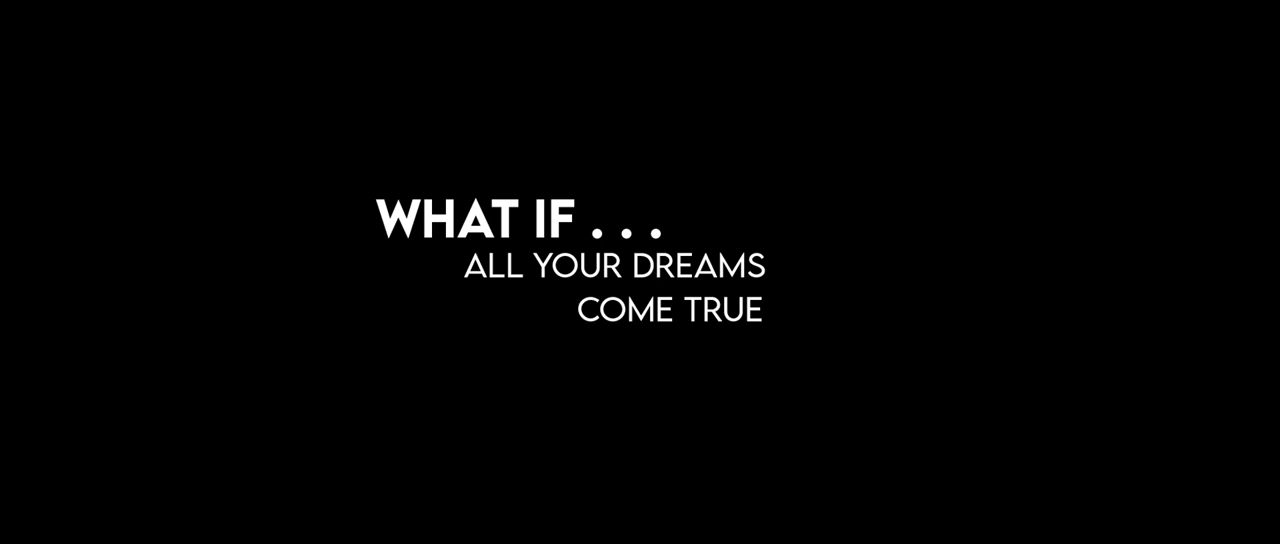 WHAT IF . . .
ALL YOUR DREAMS
COME TRUE